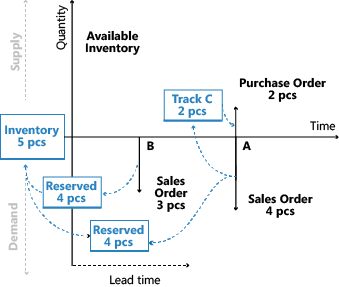 Supply
Quantity
Available
Inventory
Purchase Order
2 pcs
Track C
2 pcs
Time
Inventory
5 pcs
B
A
Sales
Order
3 pcs
Reserved
4 pcs
Sales Order
4 pcs
Reserved
4 pcs
Demand
Lead time